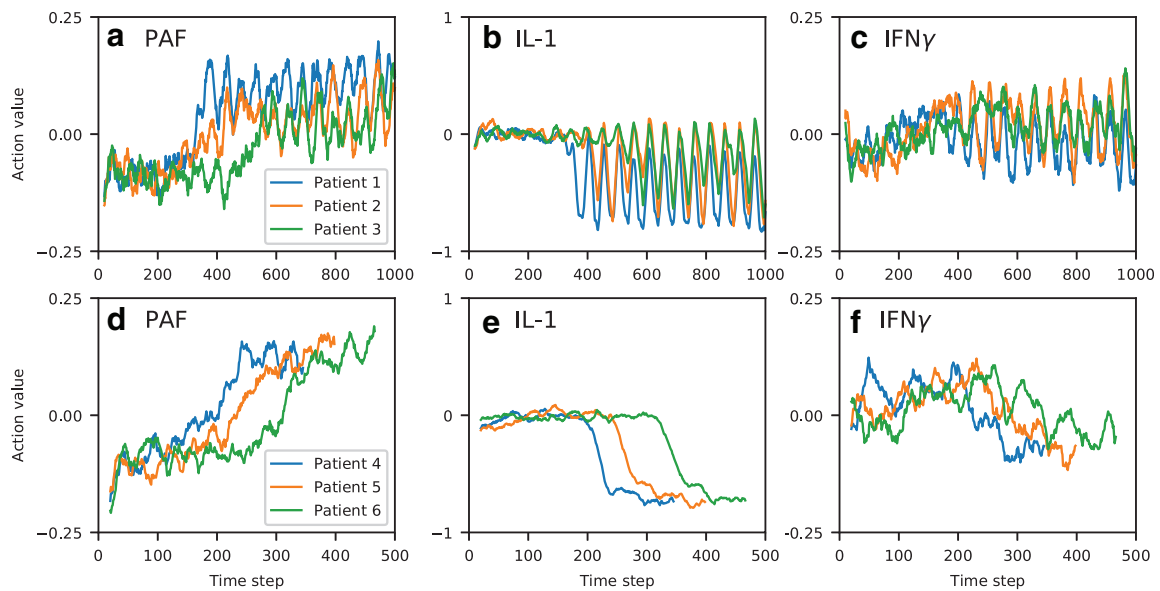 a PAF
b IL-1
c IFNγ
0.25
0.00
−0.25
Action value
1
0
−1
0.25
0.00
−0.25
Patient 1
Patient 2
Patient 3
0 200 400 600 800 1000
0 200 400 600 800 1000
0 200 400 600 800 1000
d PAF
e IL-1
f IFNγ
0.25
0.00
−0.25
Action value
1
0
−1
0.25
0.00
−0.25
Patient 4
Patient 5
Patient 6
0 100 200 300 400 500
0 100 200 300 400 500
0 100 200 300 400 500
Time step
Time step
Time step